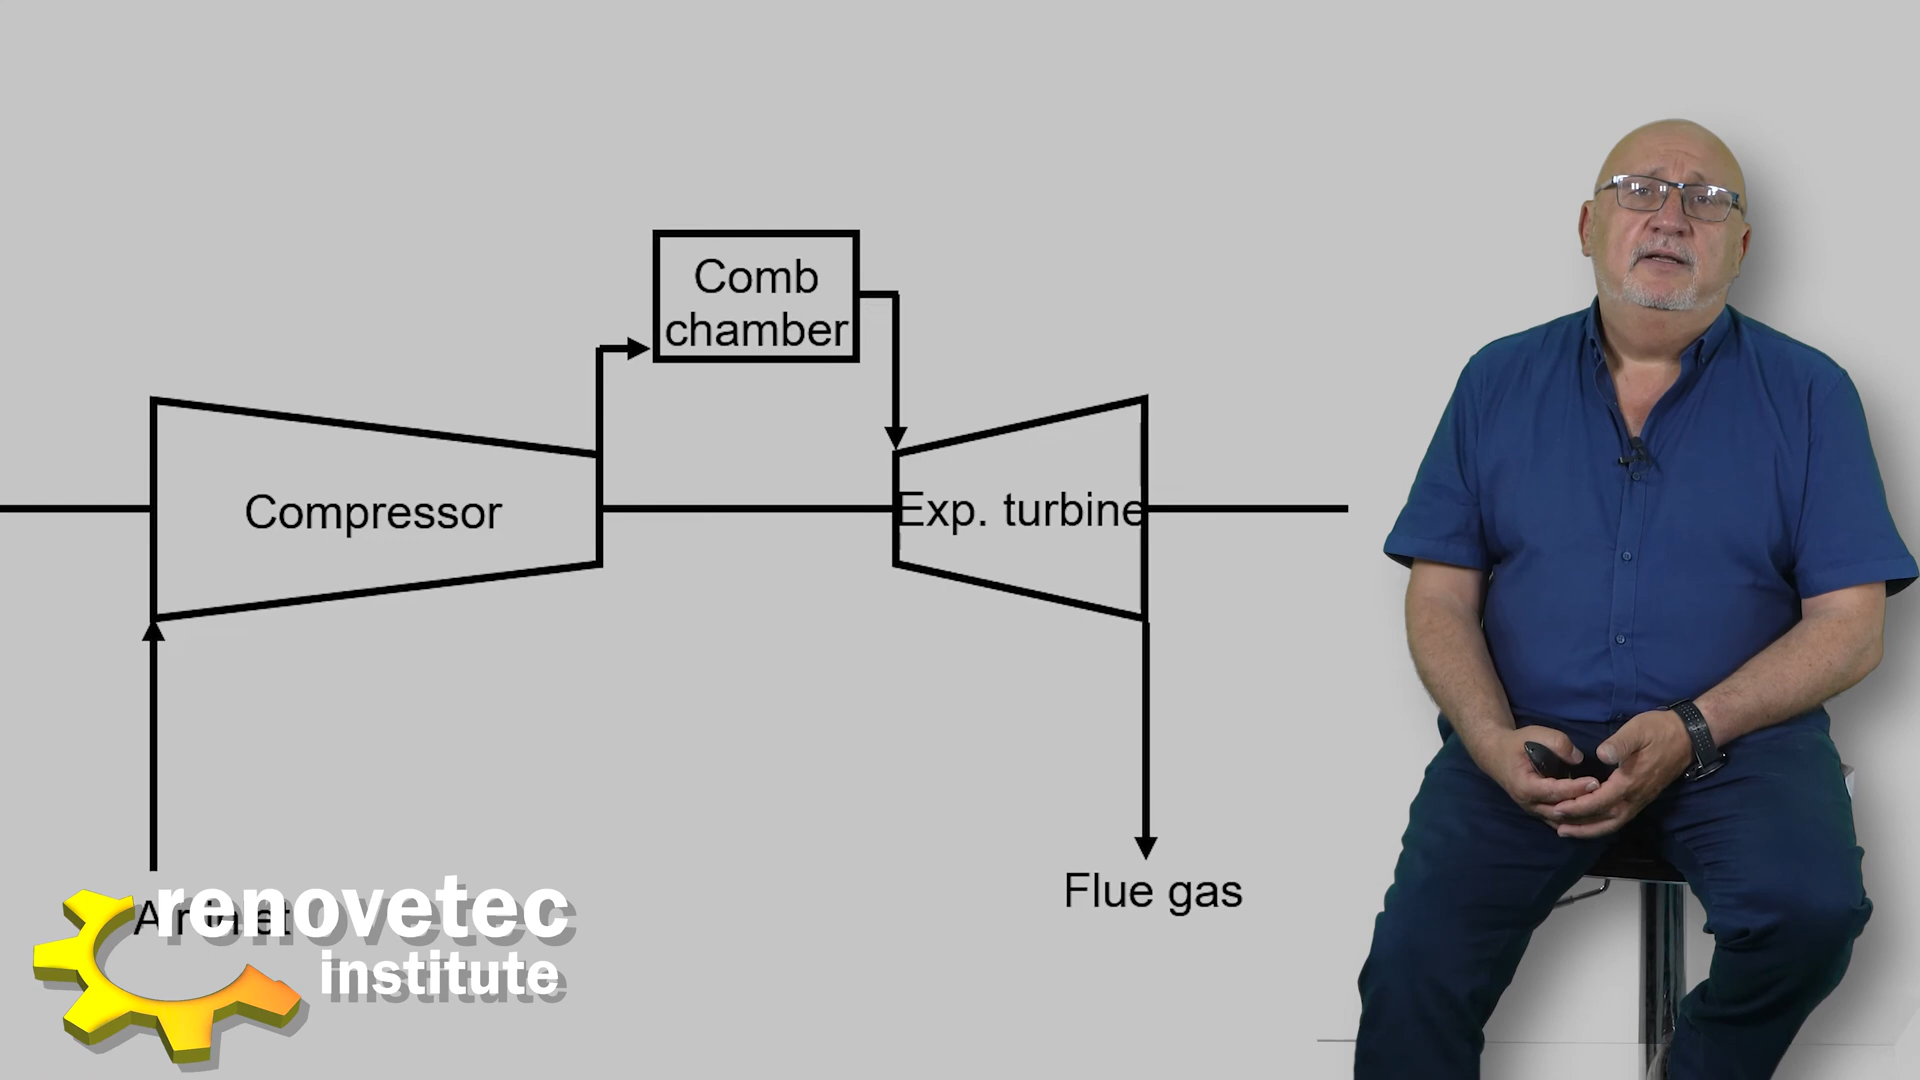 Comb
chamber
Compressor
Exp. turbine
Flue gas
renovetec
institute